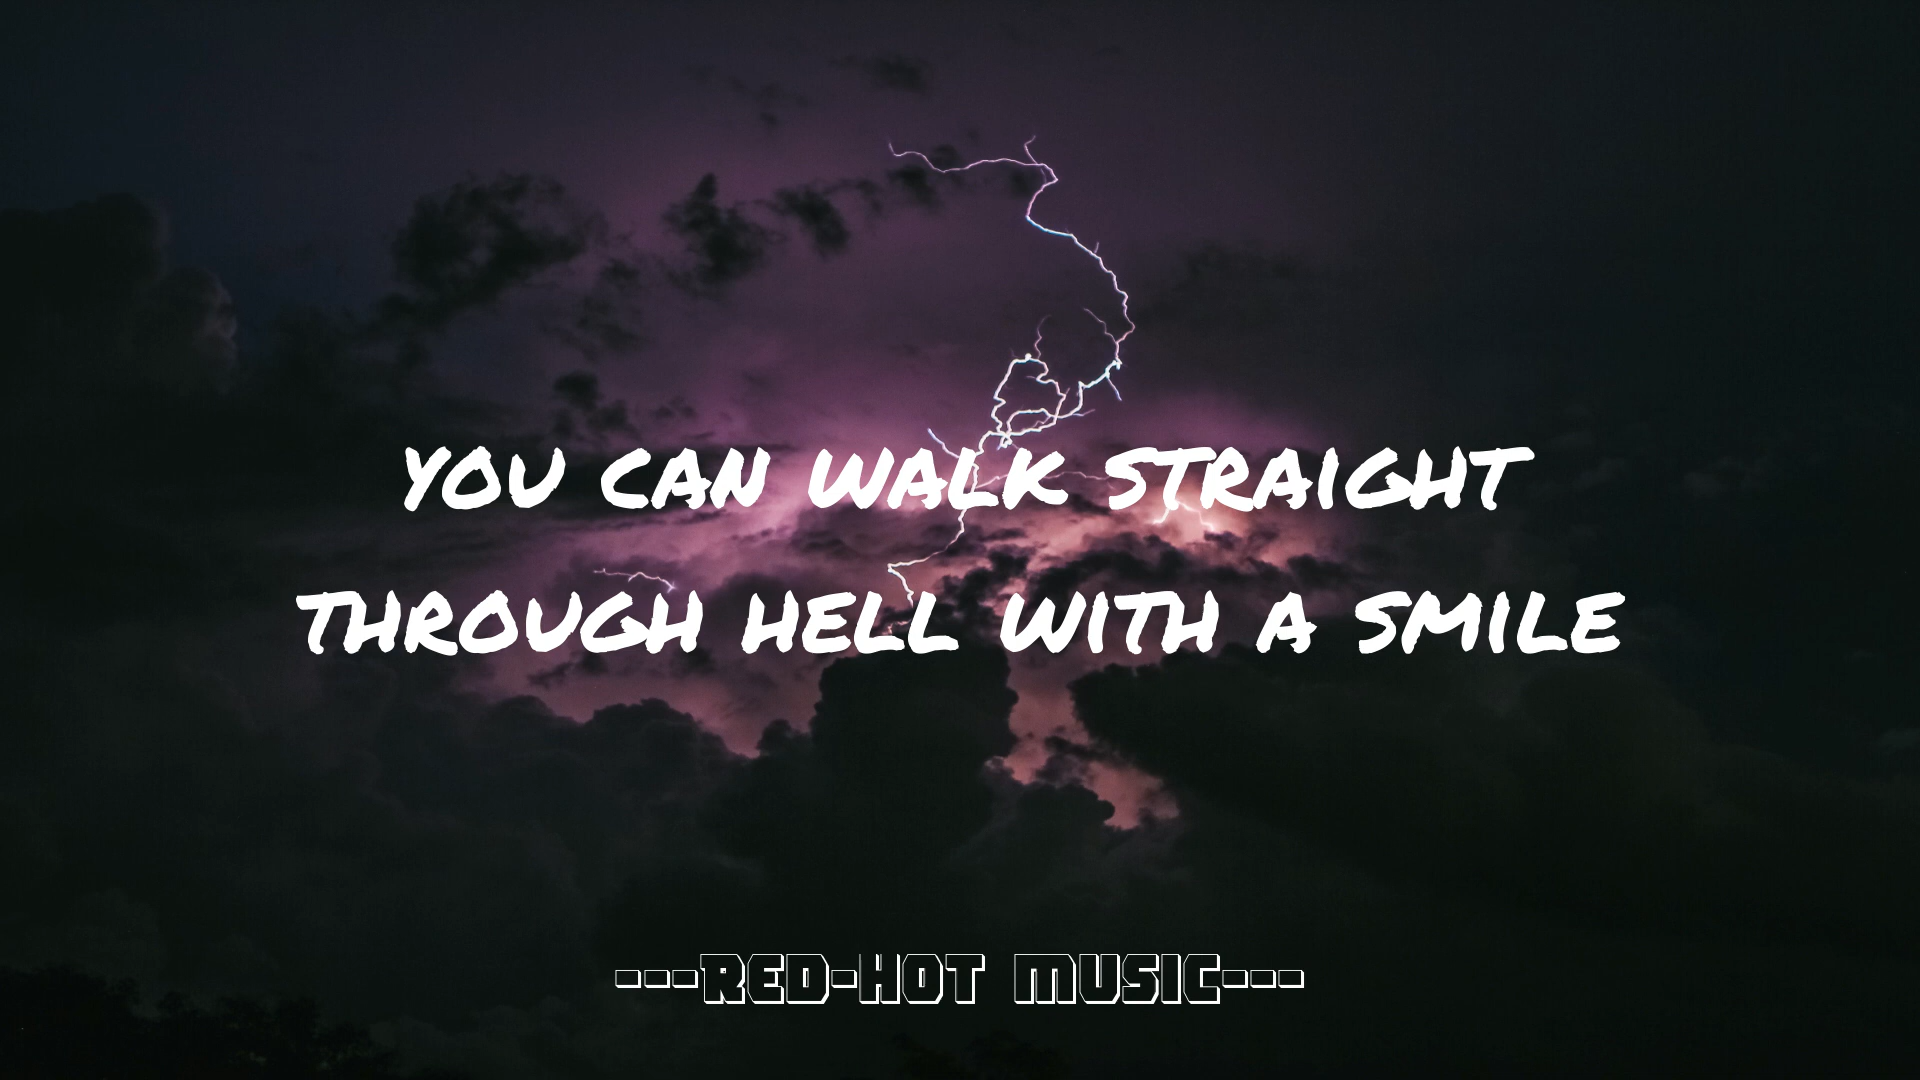 YOU CAN WALK STRAIGHT
THROUGH HELL WITH A SMILE
---RED-HOT MUSIC---